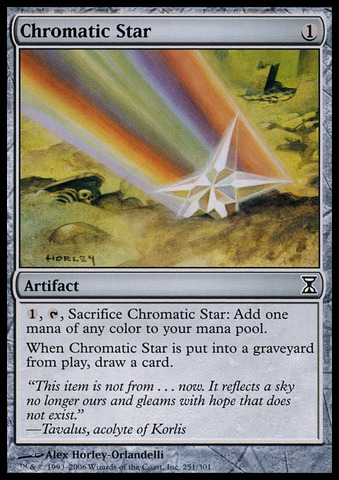 Chromatic Star 1
HORLEY
Artifact
1, , Sacrifice Chromatic Star: Add one
mana of any color to your mana pool.
When Chromatic Star is put into a graveyard
from play, draw a card.
"This item is not from . . . now. It reflects a sky
no longer ours and gleams with hope that does
not exist."
—Tavalus, acolyte of Korlis
Alex Horley-Orlandelli
™ & © 1993–2006 Wizards of the Coast, Inc. 251/301